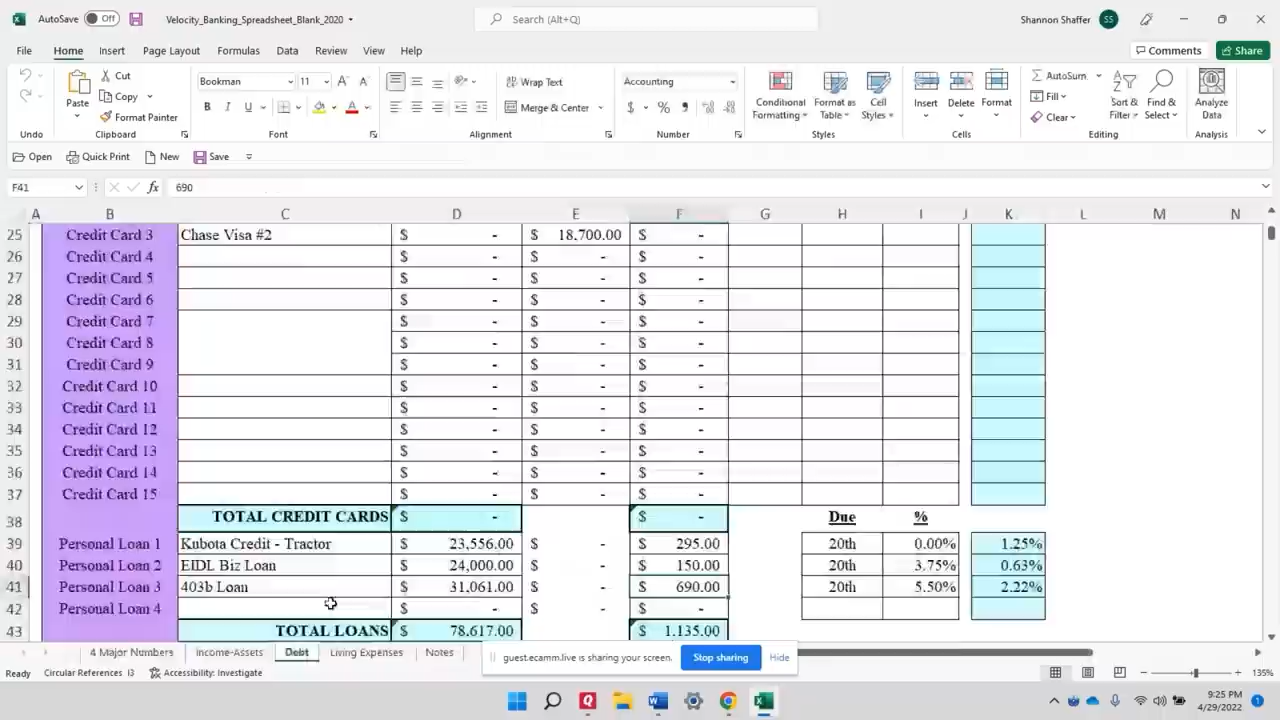 AutoSave Off Velocity_Banking_Spreadsheet_Blank_2020 Search (Alt+Q) Shannon Shaffer SS
File Home Insert Page Layout Formulas Data Review View Help Comments Share
Cut Bookman 11 Wrap Text Accounting AutoSum
Paste Copy Conditional Format as Cell Insert Delete Format Fill Sort & Find & Analyze
Format Painter B I U Merge & Center $ % Formatting Table Styles Clear Filter Select Data
Undo Clipboard Font Alignment Number Styles Cells Editing Analysis
Open Quick Print New Save
F41 fx 690
A B C D E F G H I J K L M N
25 Credit Card 3 Chase Visa #2 $ - $ 18,700.00 $ -
26 Credit Card 4 $ - $ - $ -
27 Credit Card 5 $ - $ - $ -
28 Credit Card 6 $ - $ - $ -
29 Credit Card 7 $ - $ - $ -
30 Credit Card 8 $ - $ - $ -
31 Credit Card 9 $ - $ - $ -
32 Credit Card 10 $ - $ - $ -
33 Credit Card 11 $ - $ - $ -
34 Credit Card 12 $ - $ - $ -
35 Credit Card 13 $ - $ - $ -
36 Credit Card 14 $ - $ - $ -
37 Credit Card 15 $ - $ - $ -
38 TOTAL CREDIT CARDS $ - $ - Due %
39 Personal Loan 1 Kubota Credit - Tractor $ 23,556.00 $ - $ 295.00 20th 0.00% 1.25%
40 Personal Loan 2 EIDL Biz Loan $ 24,000.00 $ - $ 150.00 20th 3.75% 0.63%
41 Personal Loan 3 403b Loan $ 31,061.00 $ - $ 690.00 20th 5.50% 2.22%
42 Personal Loan 4 $ - $ - $ -
43 TOTAL LOANS $ 78,617.00 $ 1,135.00
4 Major Numbers Income-Assets Debt Living Expenses Notes guest.ecamm.live is sharing your screen. Stop sharing Hide
Ready Circular References I3 Accessibility: Investigate 135%
9:25 PM
4/29/2022